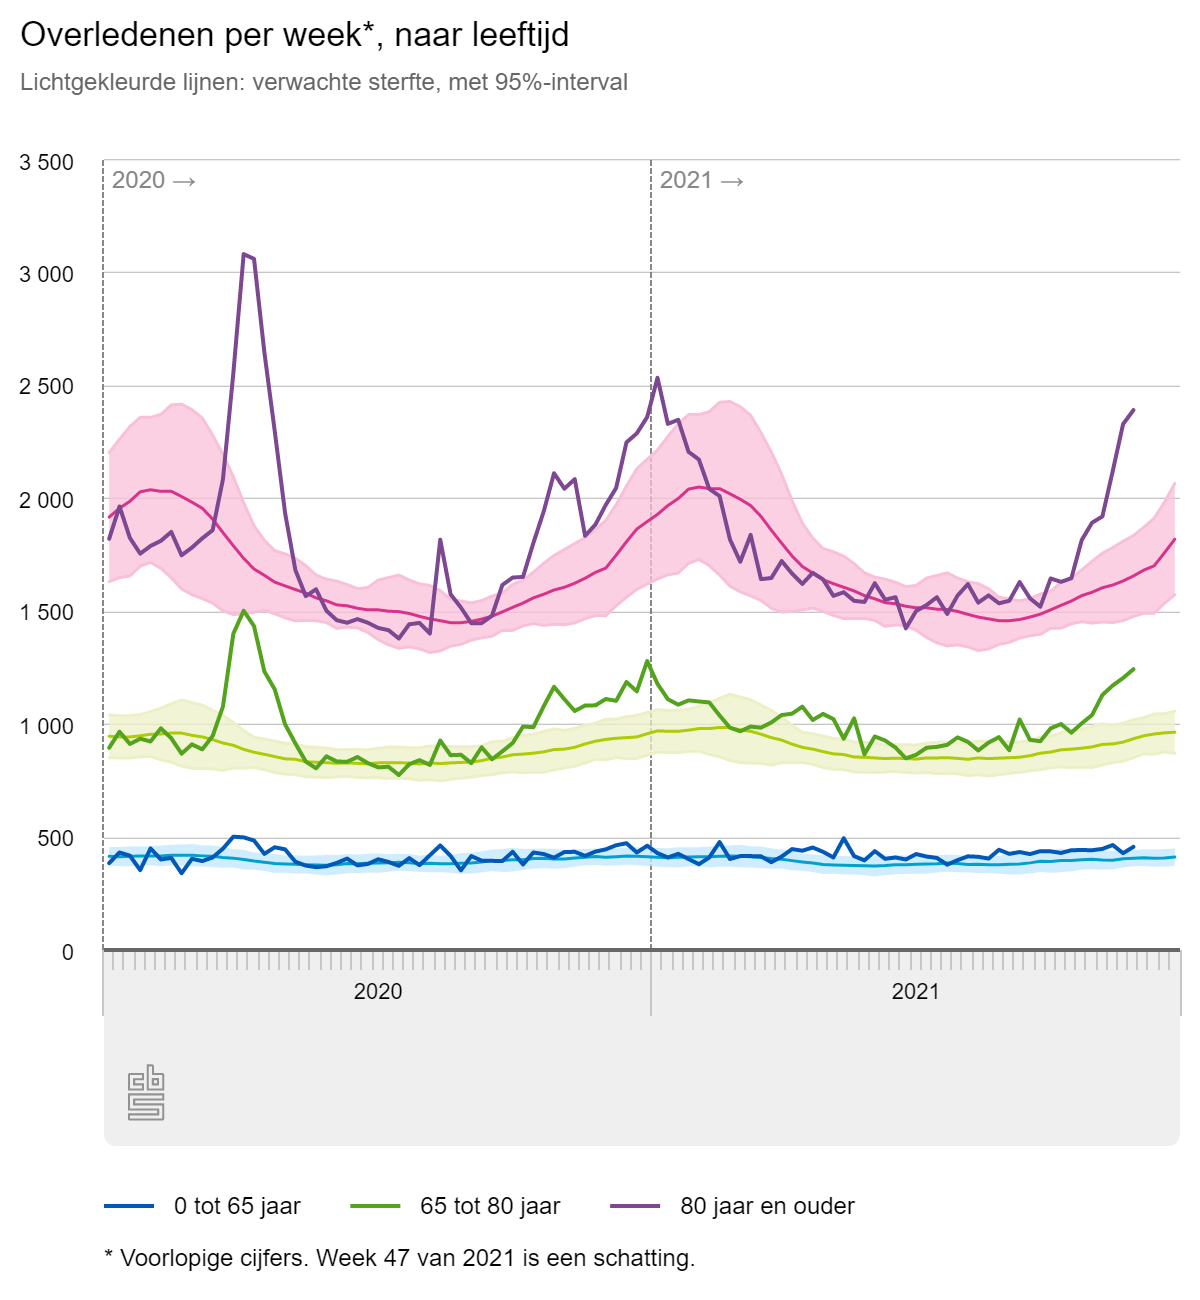 Overledenen per week*, naar leeftijd
Lichtgekleurde lijnen: verwachte sterfte, met 95%-interval
3 500
2020 →
2021 →
3 000
2 500
2 000
1 500
1 000
500
0
2020
2021
cbs
0 tot 65 jaar
65 tot 80 jaar
80 jaar en ouder
* Voorlopige cijfers. Week 47 van 2021 is een schatting.